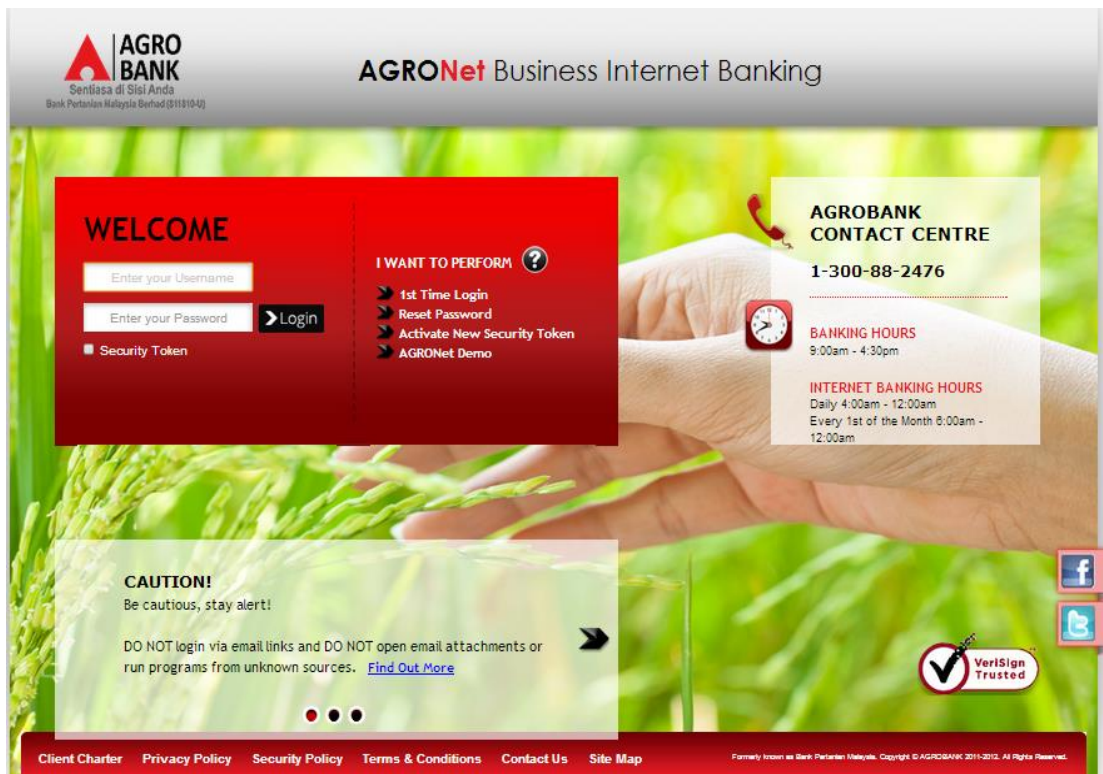 AGRO
BANK
Sentiasa di Sisi Anda
Bank Pertanian Malaysia Berhad (811810-U)
AGRONet Business Internet Banking
WELCOME
Enter your Username
Enter your Password
Login
Security Token
I WANT TO PERFORM ?
1st Time Login
Reset Password
Activate New Security Token
AGRONet Demo
AGROBANK
CONTACT CENTRE
1-300-88-2476
BANKING HOURS
9:00am - 4:30pm
INTERNET BANKING HOURS
Daily 4:00am - 12:00am
Every 1st of the Month 6:00am -
12:00am
CAUTION!
Be cautious, stay alert!
DO NOT login via email links and DO NOT open email attachments or
run programs from unknown sources. Find Out More
VeriSign
Trusted
Client Charter Privacy Policy Security Policy Terms & Conditions Contact Us Site Map
Formerly known as Bank Pertanian Malaysia. Copyright © AGROBANK 2011-2012. All Rights Reserved.